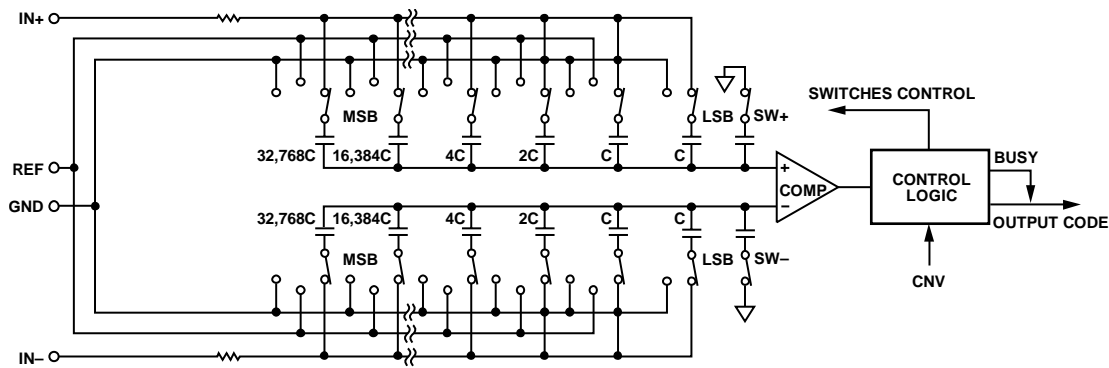 IN+
SWITCHES CONTROL
MSB
LSB
SW+
32,768C
16,384C
4C
2C
C
C
BUSY
REF
+
COMP
−
CONTROL
LOGIC
GND
OUTPUT CODE
32,768C
16,384C
4C
2C
C
C
MSB
LSB
SW−
CNV
IN−